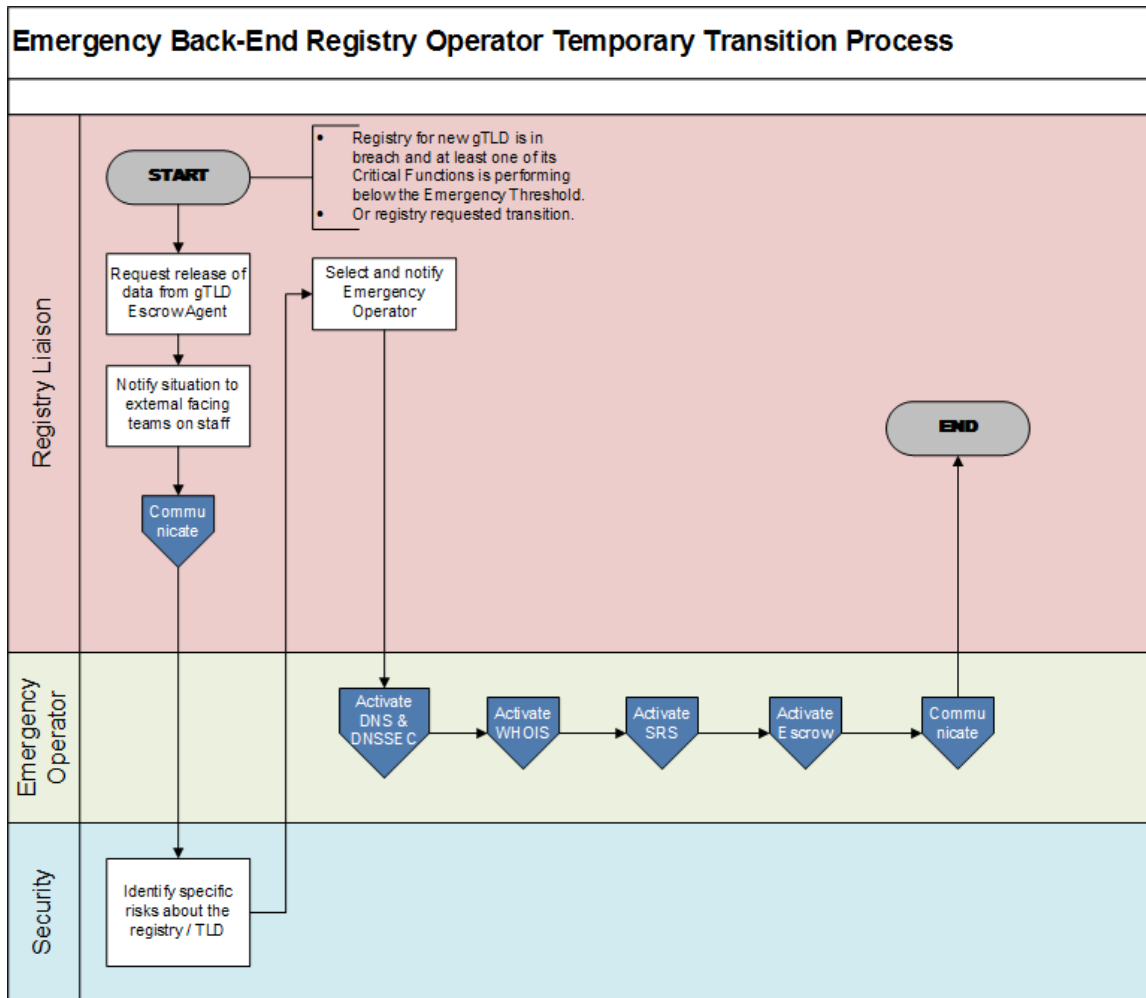 Emergency Back-End Registry Operator Temporary Transition Process
Registry Liaison
START
• Registry for new gTLD is in
breach and at least one of its
Critical Functions is performing
below the Emergency Threshold.
• Or registry requested transition.
Request release of
data from gTLD
Escrow Agent
Select and notify
Emergency
Operator
Notify situation to
external facing
teams on staff
Commu
nicate
END
Emergency
Operator
Activate
DNS &
DNSSEC
Activate
WHOIS
Activate
SRS
Activate
Escrow
Commu
nicate
Security
Identify specific
risks about the
registry / TLD